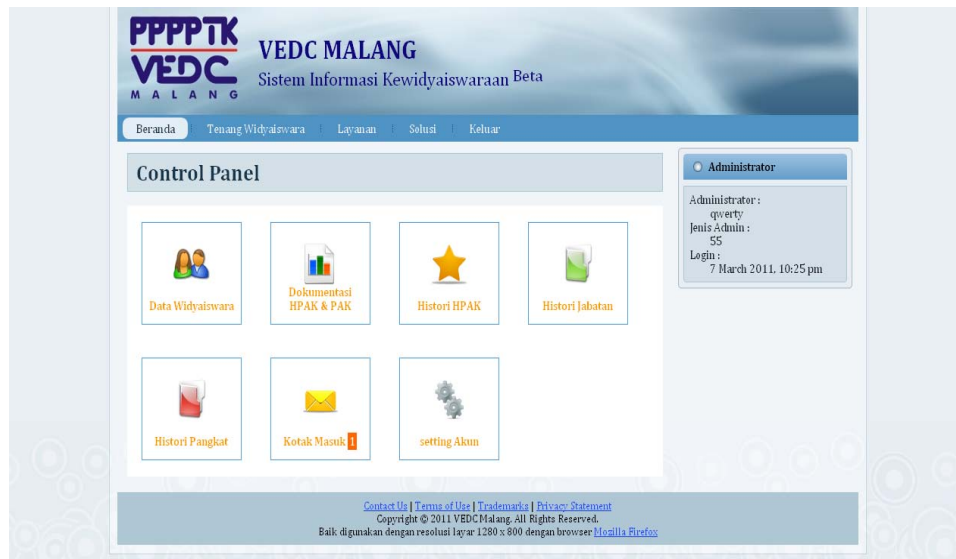 PPPPTK
VEDC
MALANG
VEDC MALANG
Sistem Informasi Kewidyaiswaraan Beta
Beranda
Tenang Widyaiswara
Layanan
Solusi
Keluar
Control Panel
Data Widyaiswara
Dokumentasi
HPAK & PAK
Histori HPAK
Histori Jabatan
Histori Pangkat
Kotak Masuk 1
setting Akun
Administrator
Administrator :
qwerty
Jenis Admin :
55
Login :
7 March 2011, 10:25 pm
Contact Us | Terms of Use | Trademarks | Privacy Statement
Copyright © 2011 VEDC Malang. All Rights Reserved.
Baik digunakan dengan resolusi layar 1280 x 800 dengan browser Mozilla Firefox